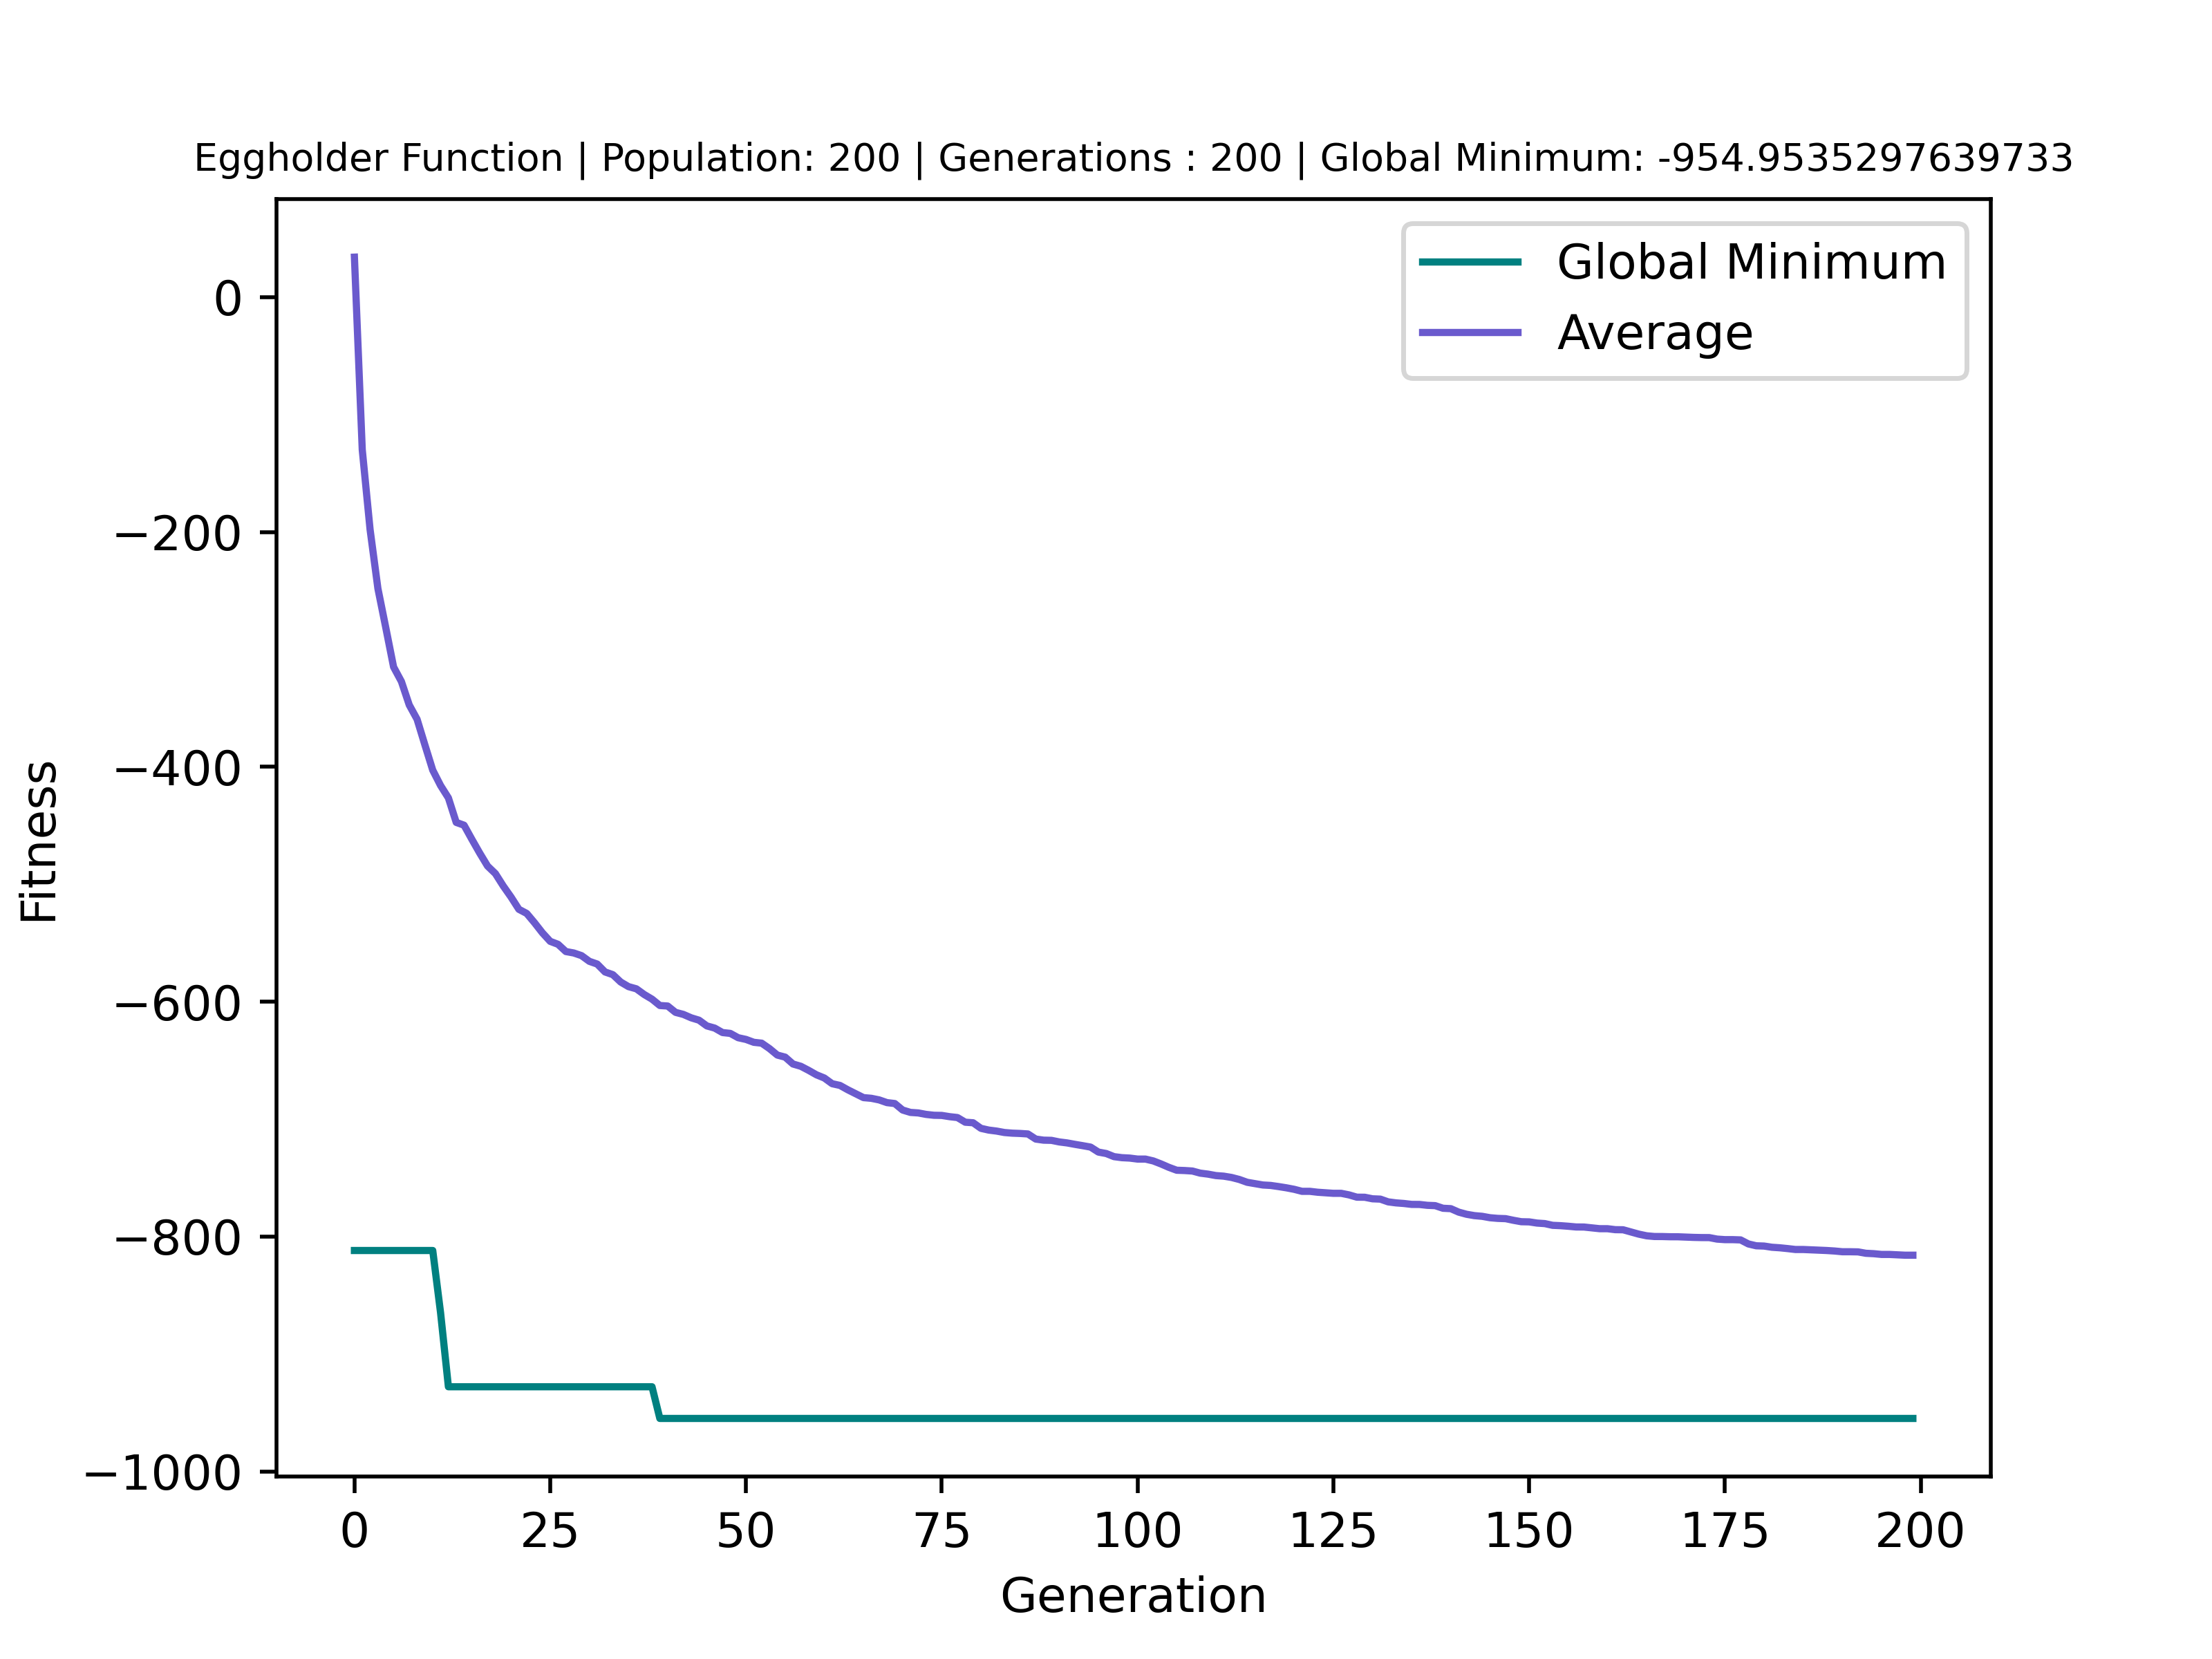 Eggholder Function | Population: 200 | Generations : 200 | Global Minimum: -954.9535297639733
Global Minimum
Average
0
−200
−400
−600
−800
−1000
Fitness
0 25 50 75 100 125 150 175 200
Generation